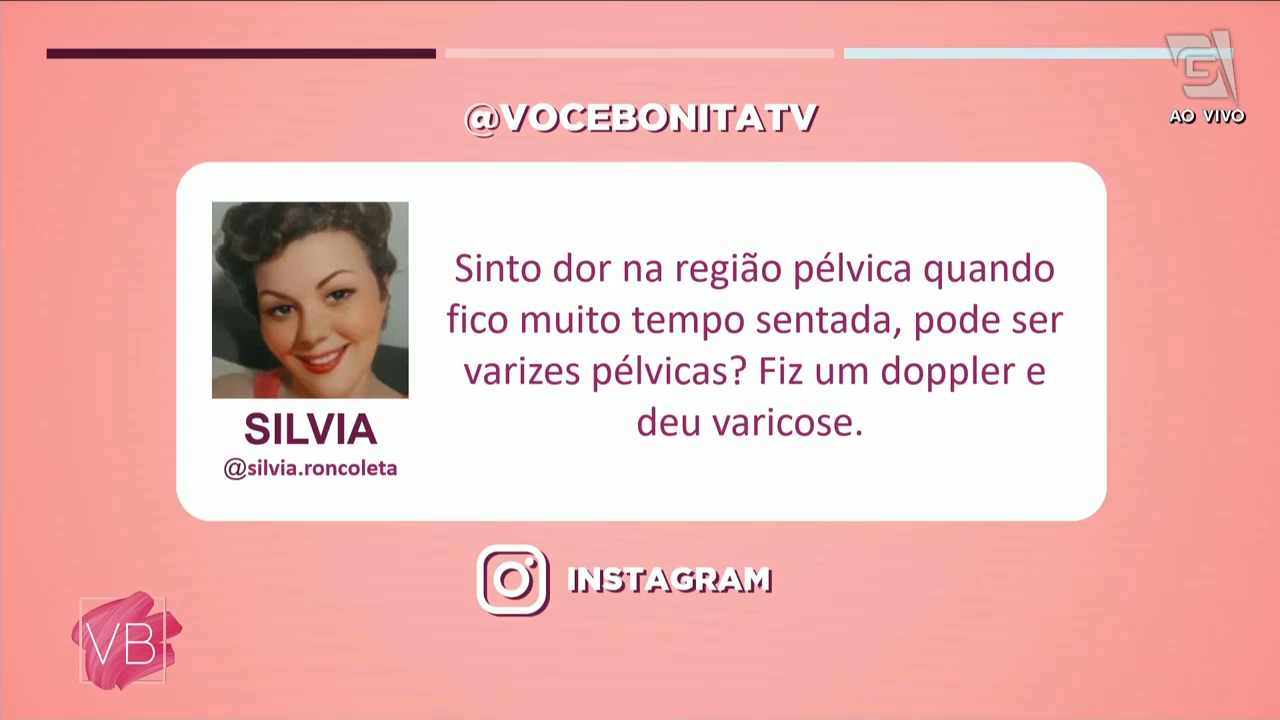 AO VIVO
@VOCEBONITATV
Sinto dor na região pélvica quando
fico muito tempo sentada, pode ser
varizes pélvicas? Fiz um doppler e
deu varicose.
SILVIA
@silvia.roncoleta
INSTAGRAM
VB